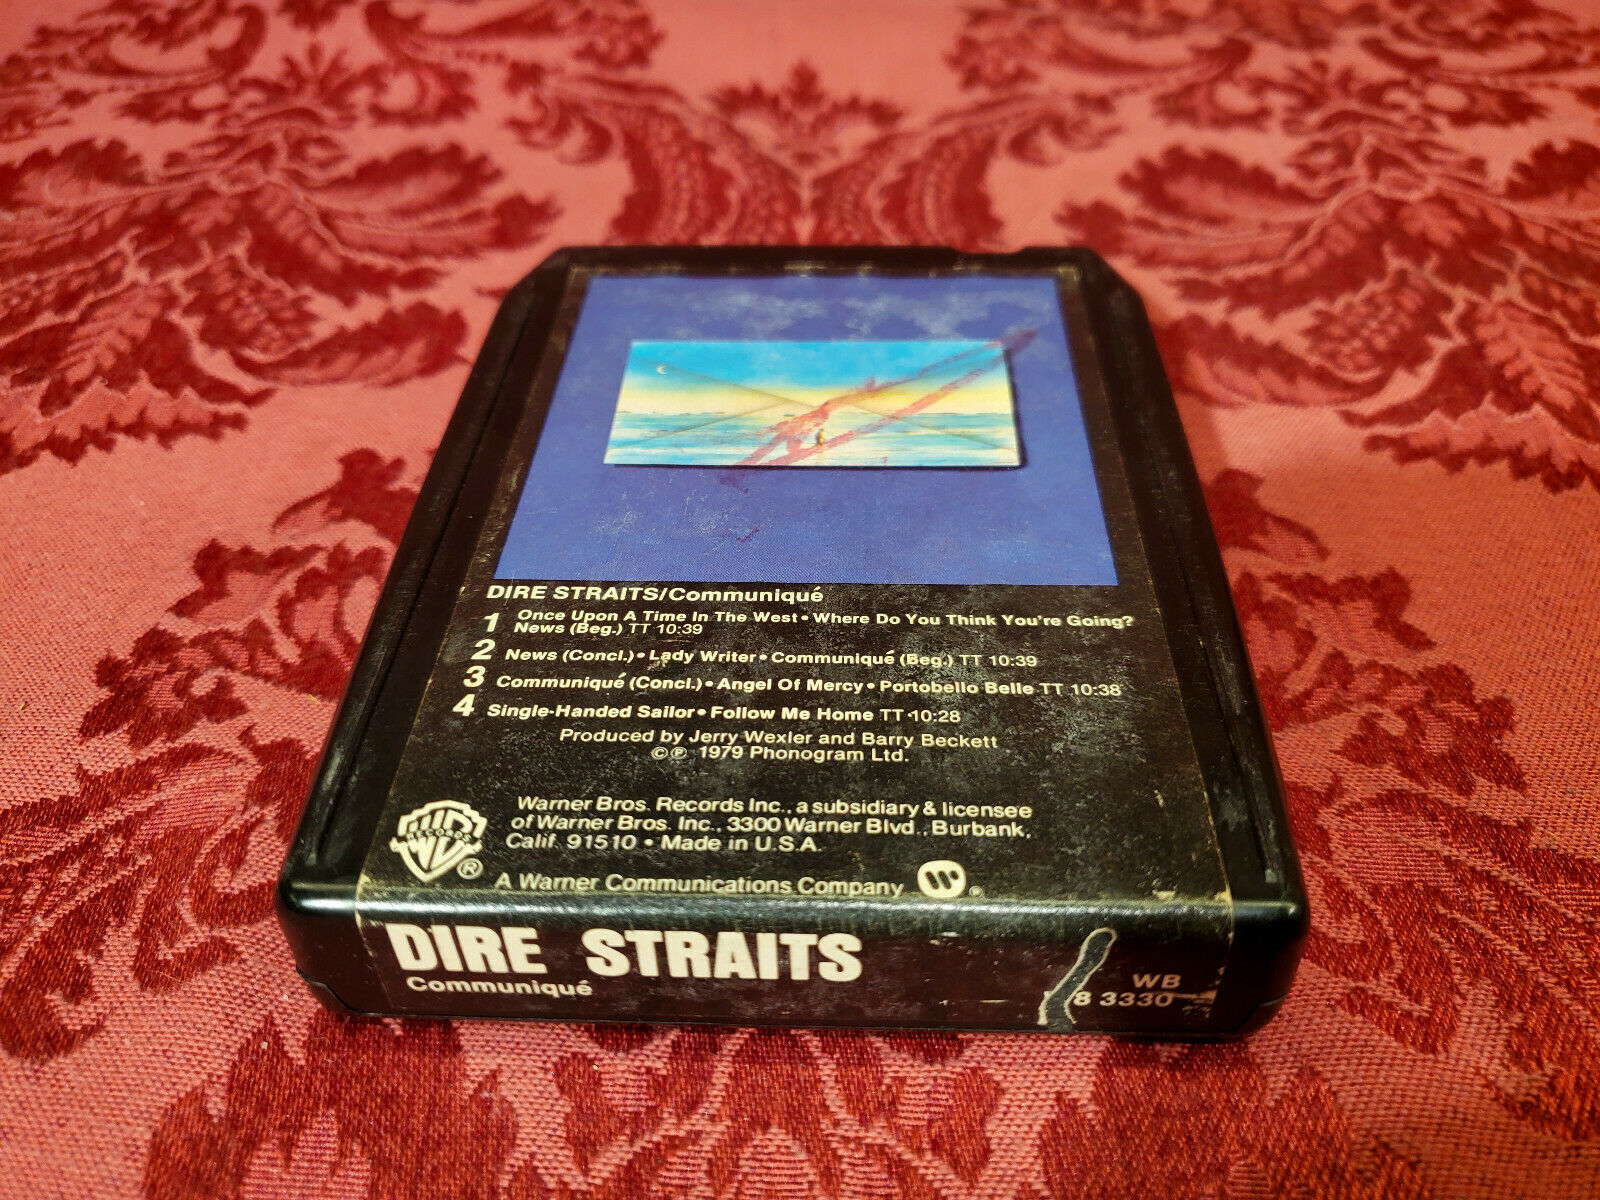 DIRE STRAITS/Communiqué
1 Once Upon A Time In The West • Where Do You Think You're Going?
News (Beg.) TT 10:39
2 News (Concl.) • Lady Writer • Communiqué (Beg.) TT 10:39
3 Communiqué (Concl.) • Angel Of Mercy • Portobello Belle TT 10:38
4 Single-Handed Sailor • Follow Me Home TT 10:28
Produced by Jerry Wexler and Barry Beckett
©℗ 1979 Phonogram Ltd.
Warner Bros. Records Inc., a subsidiary & licensee
of Warner Bros. Inc., 3300 Warner Blvd., Burbank,
Calif. 91510 • Made in U.S.A.
RECORDS
®
A Warner Communications Company
DIRE STRAITS
Communiqué
WB
8 3330